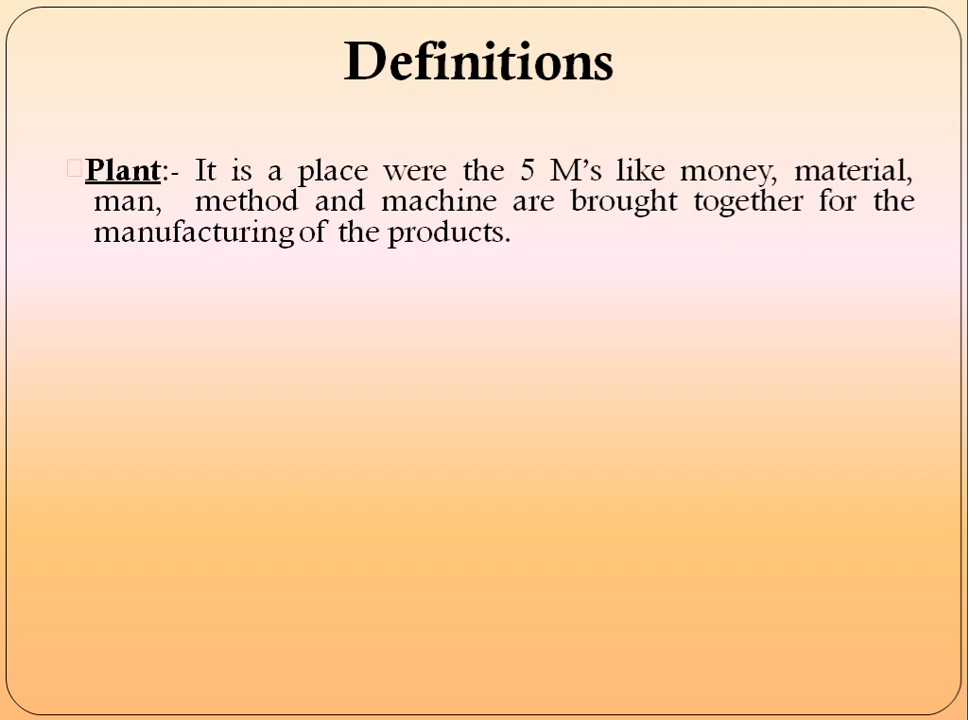 Definitions
Plant:- It is a place were the 5 M’s like money, material,
man, method and machine are brought together for the
manufacturing of the products.